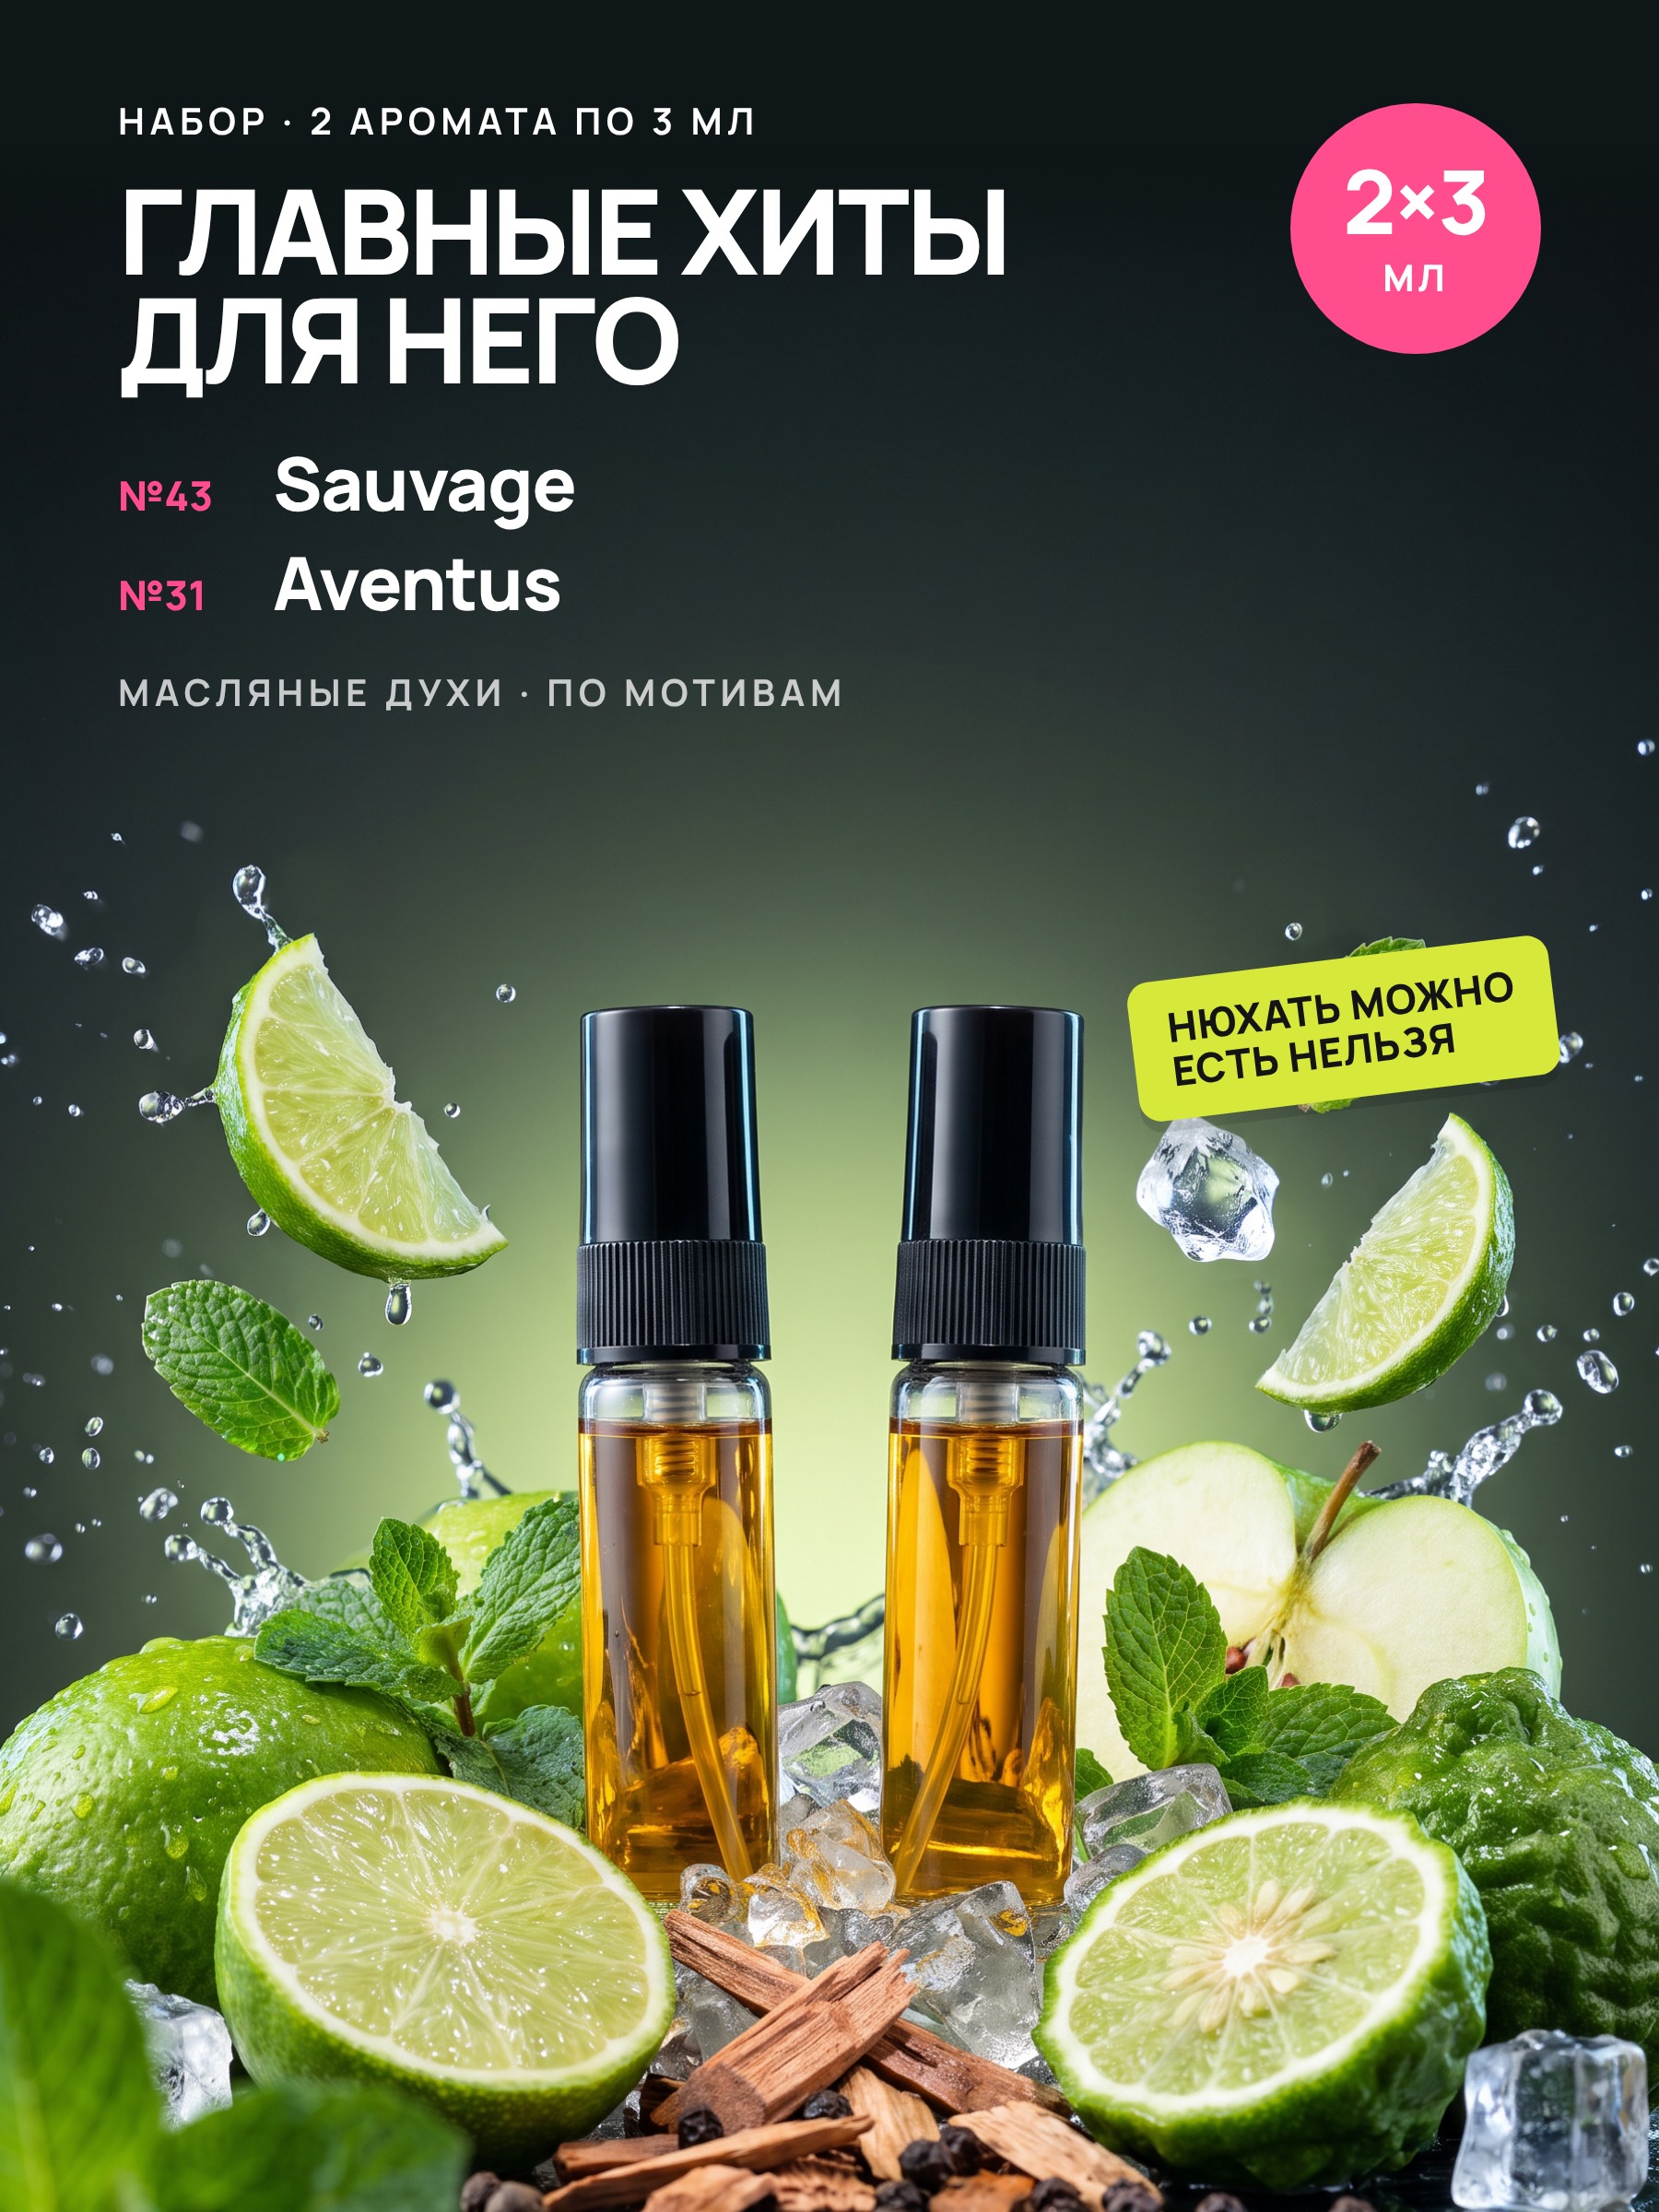 НАБОР · 2 АРОМАТА ПО 3 МЛ
ГЛАВНЫЕ ХИТЫ
ДЛЯ НЕГО
2×3
МЛ
№43 Sauvage
№31 Aventus
МАСЛЯНЫЕ ДУХИ · ПО МОТИВАМ
НЮХАТЬ МОЖНО
ЕСТЬ НЕЛЬЗЯ